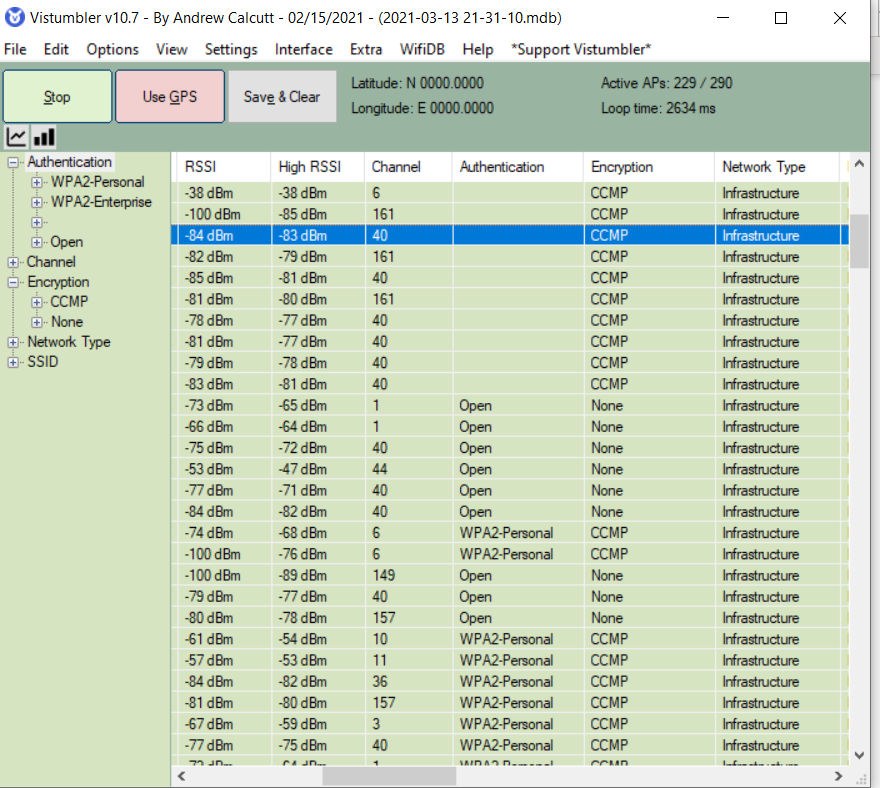 Vistumbler v10.7 - By Andrew Calcutt - 02/15/2021 - (2021-03-13 21-31-10.mdb)
File Edit Options View Settings Interface Extra WifiDB Help *Support Vistumbler*
Stop Use GPS Save & Clear Latitude: N 0000.0000 Active APs: 229 / 290
Longitude: E 0000.0000 Loop time: 2634 ms
Authentication
WPA2-Personal
WPA2-Enterprise
Open
Channel
Encryption
CCMP
None
Network Type
SSID
RSSI High RSSI Channel Authentication Encryption Network Type
-38 dBm -38 dBm 6 CCMP Infrastructure
-100 dBm -85 dBm 161 CCMP Infrastructure
-84 dBm -83 dBm 40 CCMP Infrastructure
-82 dBm -79 dBm 161 CCMP Infrastructure
-85 dBm -81 dBm 40 CCMP Infrastructure
-81 dBm -80 dBm 161 CCMP Infrastructure
-78 dBm -77 dBm 40 CCMP Infrastructure
-81 dBm -77 dBm 40 CCMP Infrastructure
-79 dBm -78 dBm 40 CCMP Infrastructure
-83 dBm -81 dBm 40 CCMP Infrastructure
-73 dBm -65 dBm 1 Open None Infrastructure
-66 dBm -64 dBm 1 Open None Infrastructure
-75 dBm -72 dBm 40 Open None Infrastructure
-53 dBm -47 dBm 44 Open None Infrastructure
-77 dBm -71 dBm 40 Open None Infrastructure
-84 dBm -82 dBm 40 Open None Infrastructure
-74 dBm -68 dBm 6 WPA2-Personal CCMP Infrastructure
-100 dBm -76 dBm 6 WPA2-Personal CCMP Infrastructure
-100 dBm -89 dBm 149 Open None Infrastructure
-79 dBm -77 dBm 40 Open None Infrastructure
-80 dBm -78 dBm 157 Open None Infrastructure
-61 dBm -54 dBm 10 WPA2-Personal CCMP Infrastructure
-57 dBm -53 dBm 11 WPA2-Personal CCMP Infrastructure
-84 dBm -82 dBm 36 WPA2-Personal CCMP Infrastructure
-81 dBm -80 dBm 157 WPA2-Personal CCMP Infrastructure
-67 dBm -59 dBm 3 WPA2-Personal CCMP Infrastructure
-77 dBm -75 dBm 40 WPA2-Personal CCMP Infrastructure